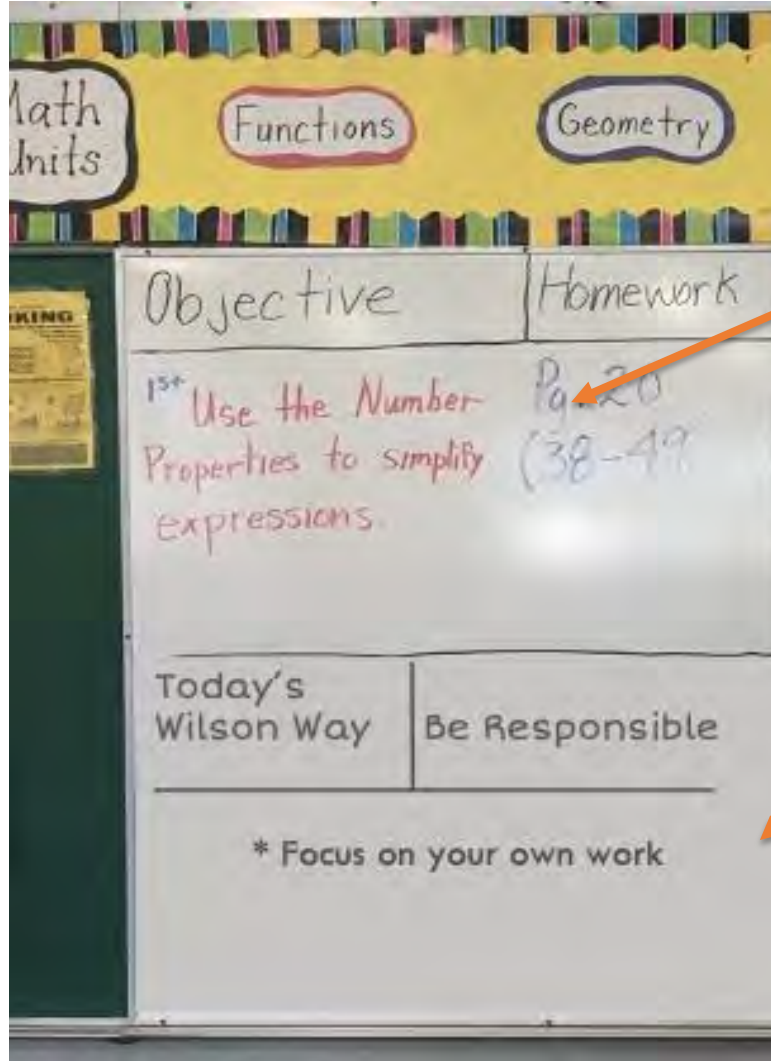 Math
Units
Functions
Geometry
KING
Objective
Homework
1st Use the Number
Properties to simplify
expressions.
Pg. 20
(38-49
Today's
Wilson Way
Be Responsible
* Focus on your own work